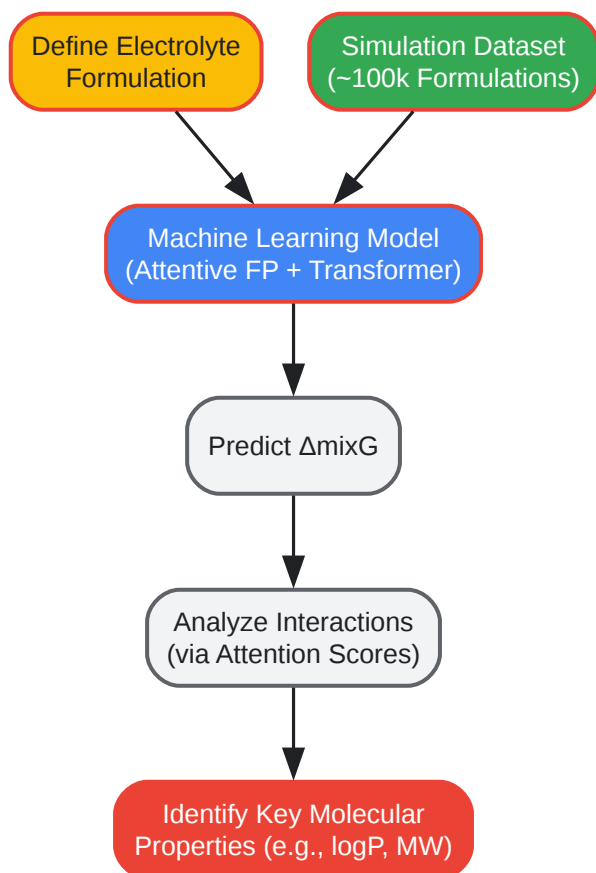 Define Electrolyte
Formulation
Simulation Dataset
(~100k Formulations)
Machine Learning Model
(Attentive FP + Transformer)
Predict ΔmixG
Analyze Interactions
(via Attention Scores)
Identify Key Molecular
Properties (e.g., logP, MW)